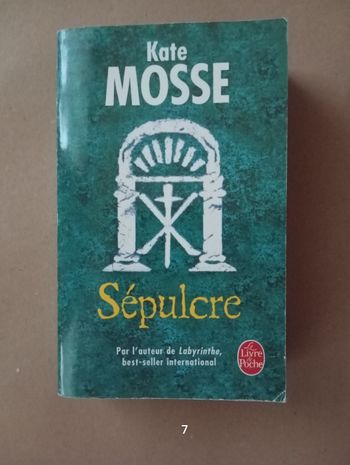 Kate
MOSSE
Sépulcre
Par l'auteur de Labyrinthe,
best-seller international
Le
Livre
de
Poche
7